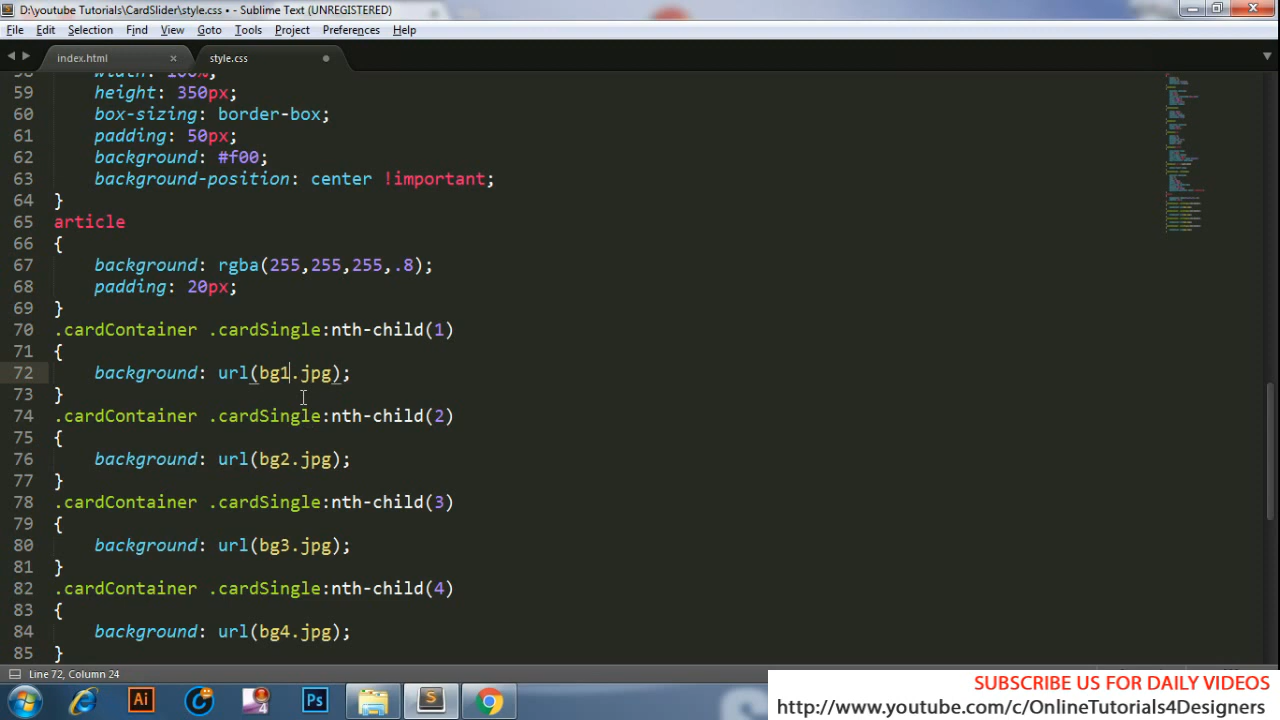 D:\youtube Tutorials\CardSlider\style.css • - Sublime Text (UNREGISTERED)
File Edit Selection Find View Goto Tools Project Preferences Help
index.html × style.css
58 width: 100%;
59 height: 350px;
60 box-sizing: border-box;
61 padding: 50px;
62 background: #f00;
63 background-position: center !important;
64 }
65 article
66 {
67 background: rgba(255,255,255,.8);
68 padding: 20px;
69 }
70 .cardContainer .cardSingle:nth-child(1)
71 {
72 background: url(bg1.jpg);
73 }
74 .cardContainer .cardSingle:nth-child(2)
75 {
76 background: url(bg2.jpg);
77 }
78 .cardContainer .cardSingle:nth-child(3)
79 {
80 background: url(bg3.jpg);
81 }
82 .cardContainer .cardSingle:nth-child(4)
83 {
84 background: url(bg4.jpg);
85 }
Line 72, Column 24
Ai 4 Ps S
SUBSCRIBE US FOR DAILY VIDEOS
http://www.youtube.com/c/OnlineTutorials4Designers